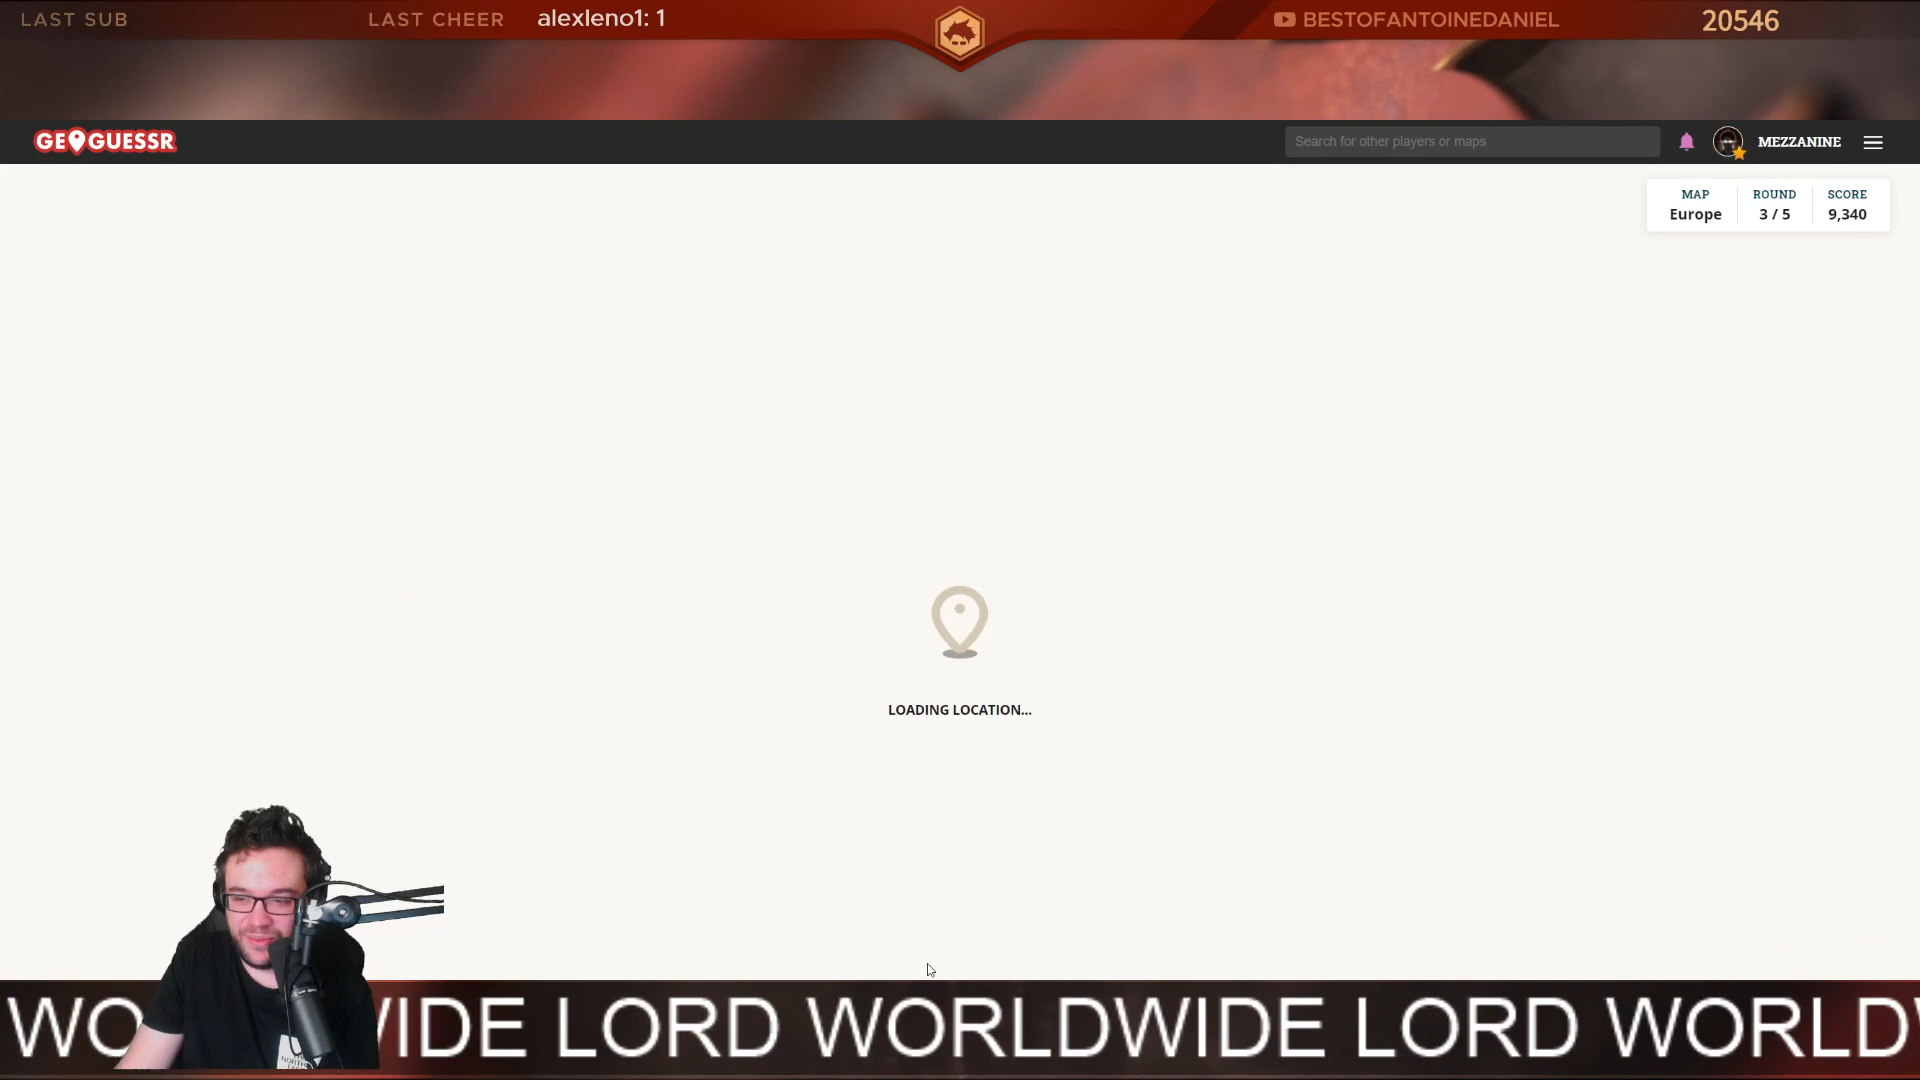 LAST SUB
LAST CHEER alexleno1: 1
BESTOFANTOINEDANIEL
20546
GEOGUESSR
Search for other players or maps
MEZZANINE
MAP ROUND SCORE
Europe 3 / 5 9,340
LOADING LOCATION...
WO IDE LORD WORLDWIDE LORD WORLD